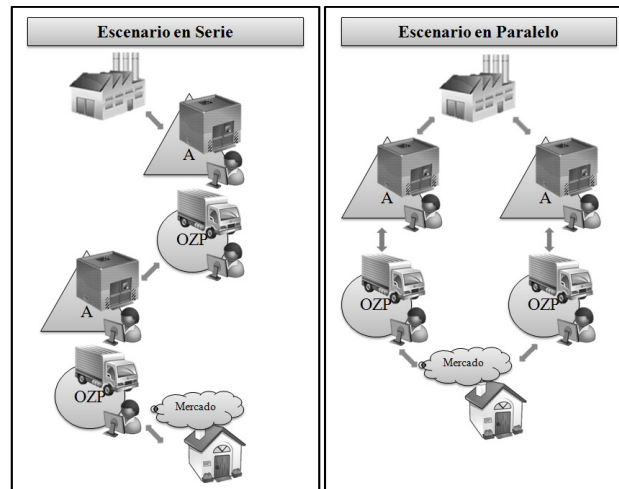 Escenario en Serie
A
OZP
A
OZP
Mercado
Escenario en Paralelo
A
A
OZP
OZP
Mercado